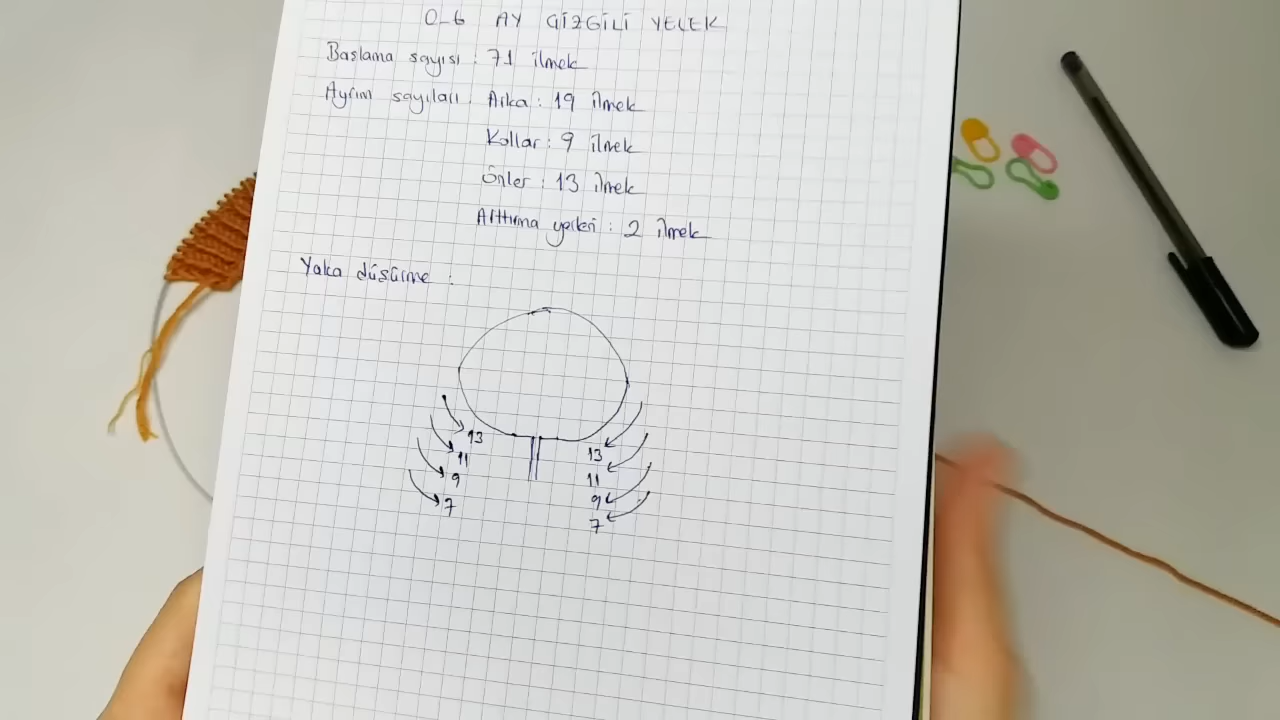 0-6 AY ÇİZGİLİ YELEK
Başlama sayısı : 71 ilmek
Ayrım sayıları Arka : 19 ilmek
Kollar : 9 ilmek
Önler : 13 ilmek
Arttırma yerleri : 2 ilmek
Yaka düşürme :
13 13
11 11
9 9
7 7